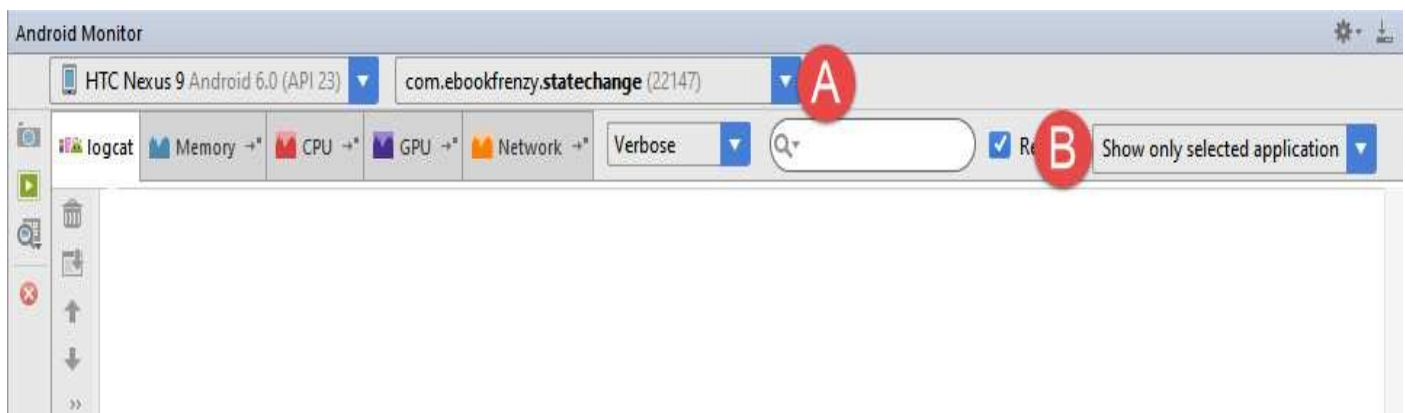 Android Monitor
HTC Nexus 9 Android 6.0 (API 23) com.ebookfrenzy.statechange (22147) A
logcat Memory CPU GPU Network Verbose B Show only selected application